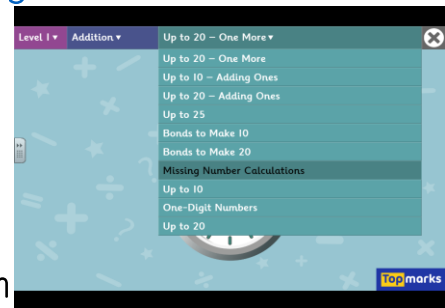 Level 1 ▾ Addition ▾ Up to 20 – One More ▾
Up to 20 – One More
Up to 10 – Adding Ones
Up to 20 – Adding Ones
Up to 25
Bonds to Make 10
Bonds to Make 20
Missing Number Calculations
Up to 10
One-Digit Numbers
Up to 20
Topmarks